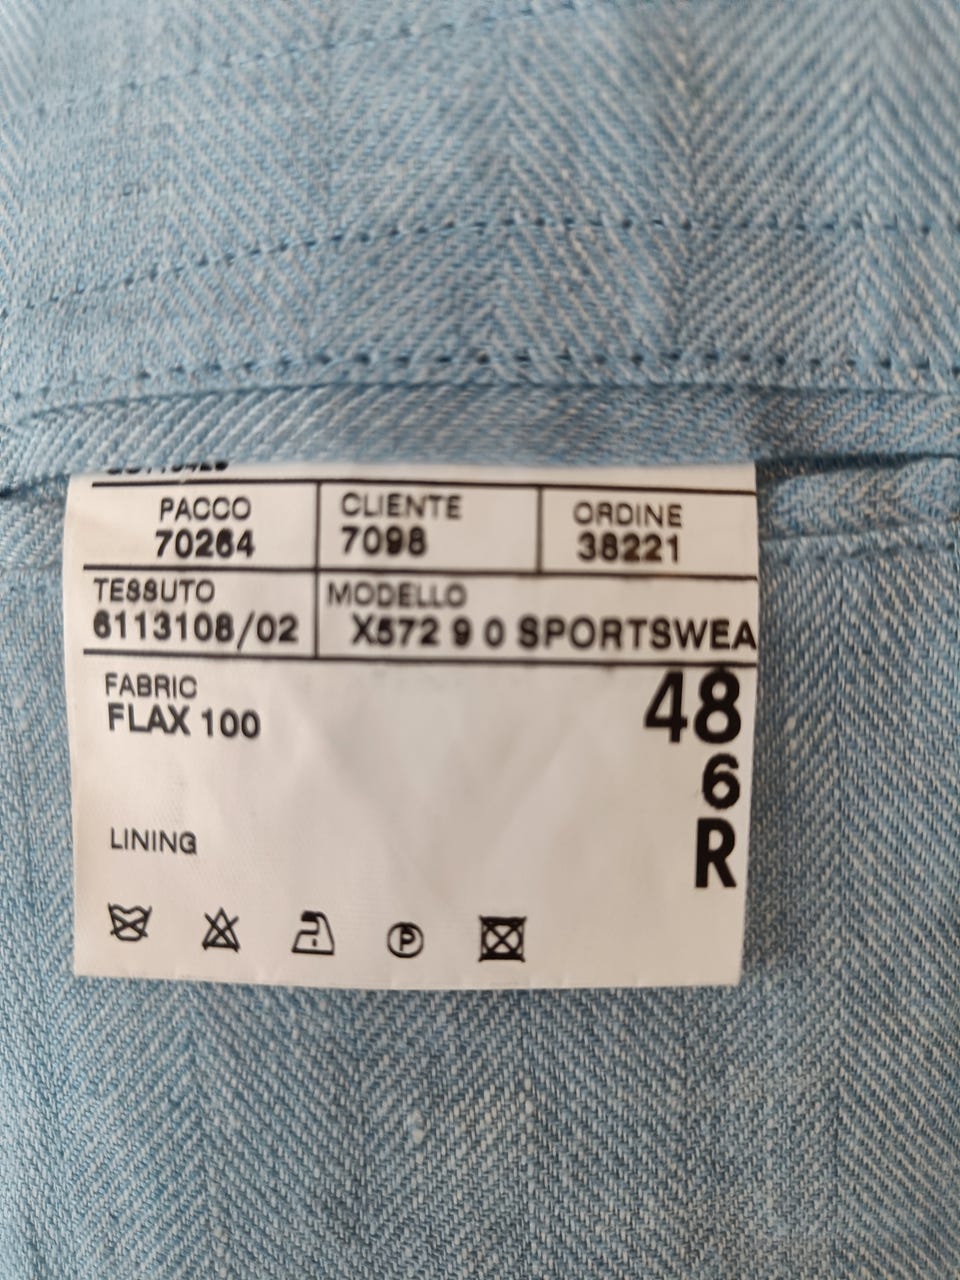 PACCO CLIENTE ORDINE
70264 7098 38221
TESSUTO MODELLO
6113108/02 X572 9 0 SPORTSWEA
FABRIC
FLAX 100
48
6
R
LINING
P